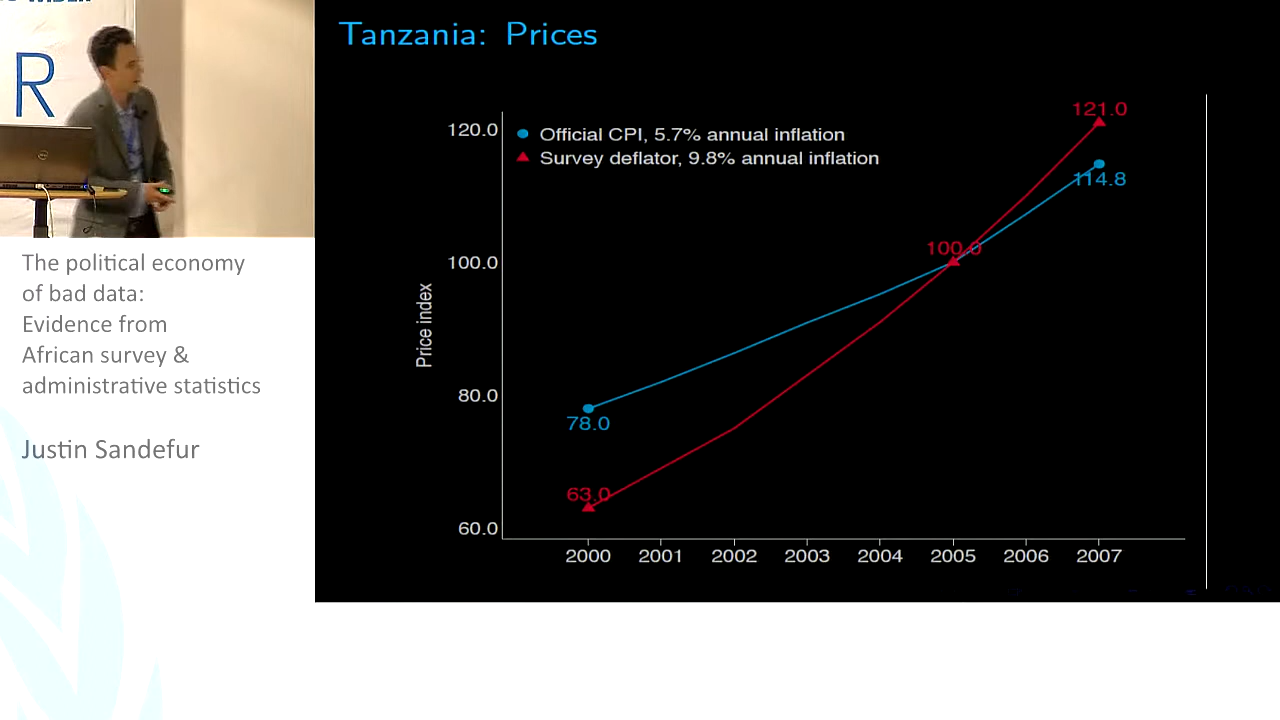 R
The political economy
of bad data:
Evidence from
African survey &
administrative statistics
Justin Sandefur
Tanzania: Prices
Official CPI, 5.7% annual inflation
Survey deflator, 9.8% annual inflation
Price index
120.0
100.0
80.0
60.0
121.0
114.8
100.0
78.0
63.0
2000 2001 2002 2003 2004 2005 2006 2007